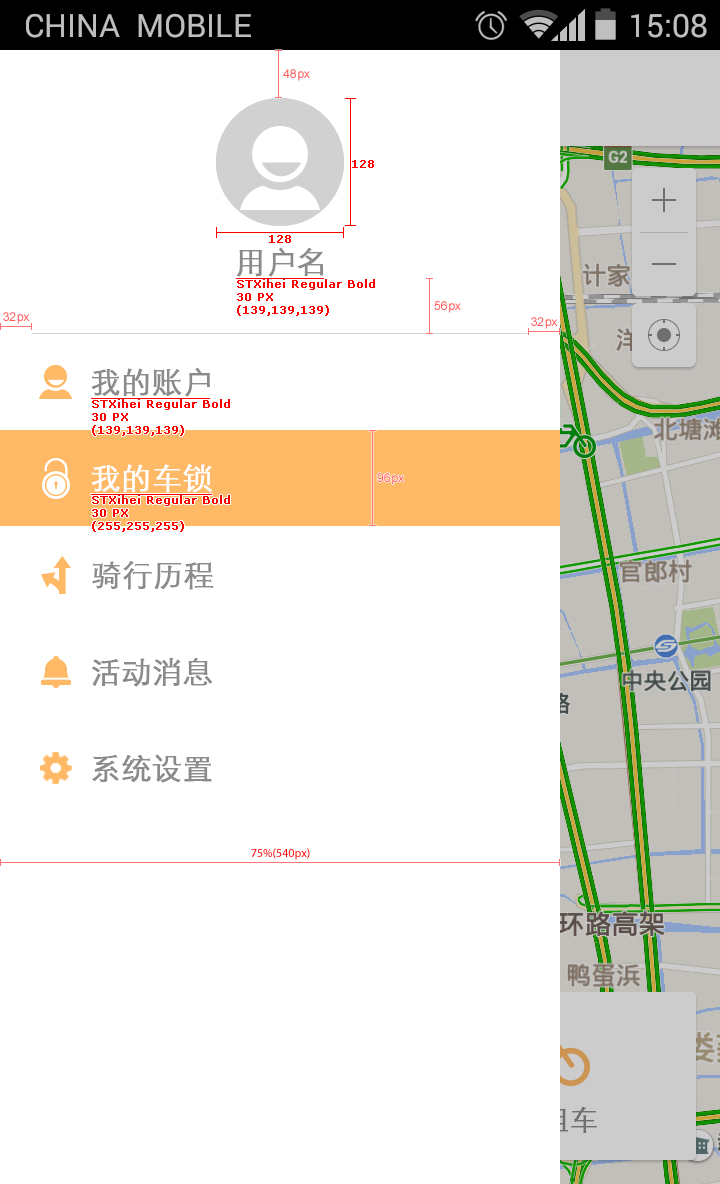 CHINA MOBILE
15:08
48px
128
128
用户名
STXihei Regular Bold
30 PX
(139,139,139)
56px
32px
32px
我的账户
STXihei Regular Bold
30 PX
(139,139,139)
我的车锁
STXihei Regular Bold
30 PX
(255,255,255)
96px
骑行历程
活动消息
系统设置
75%(540px)
G2
计家
洋
北塘滩
官郎村
中央公园
路
环路高架
鸭蛋浜
娄
租车